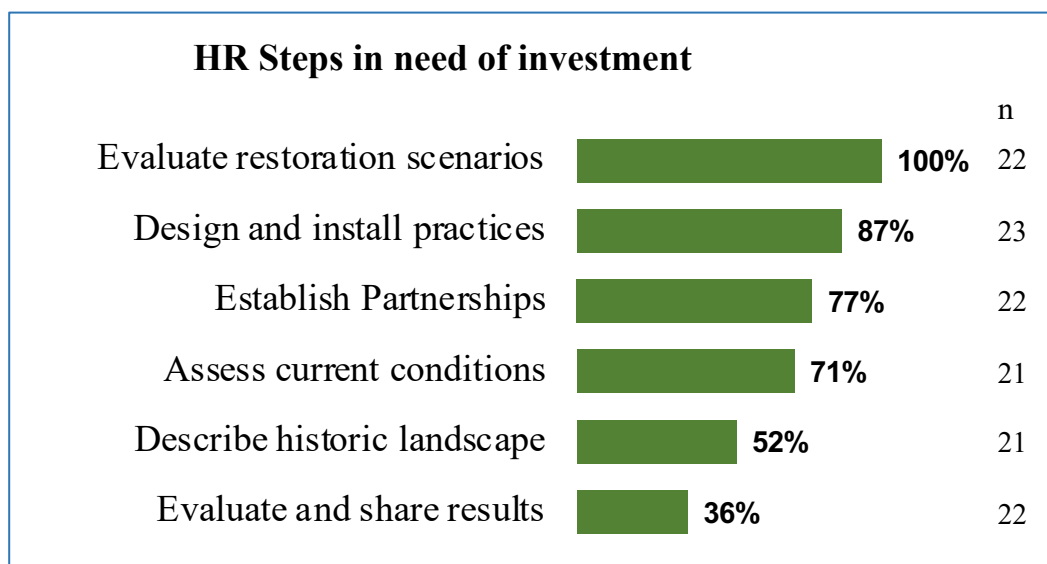 HR Steps in need of investment
n
Evaluate restoration scenarios 100% 22
Design and install practices 87% 23
Establish Partnerships 77% 22
Assess current conditions 71% 21
Describe historic landscape 52% 21
Evaluate and share results 36% 22